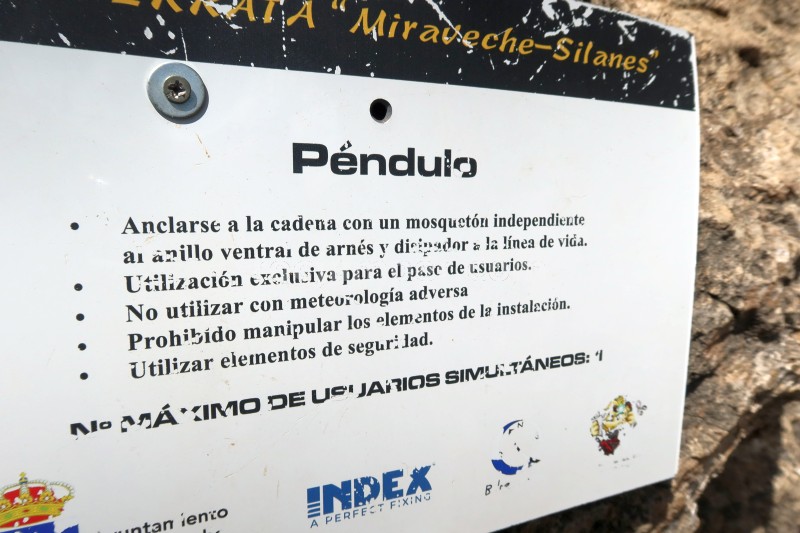 "Miraveche-Silanes"
Péndulo
• Anclarse a la cadena con un mosquetón independiente
al anillo ventral de arnés y disipador a la línea de vida.
• Utilización exclusiva para el paso de usuarios.
• No utilizar con meteorología adversa
• Prohibido manipular los elementos de la instalación.
• Utilizar elementos de seguridad.
Nº MÁXIMO DE USUARIOS SIMULTÁNEOS: 1
INDEX
A PERFECT FIXING